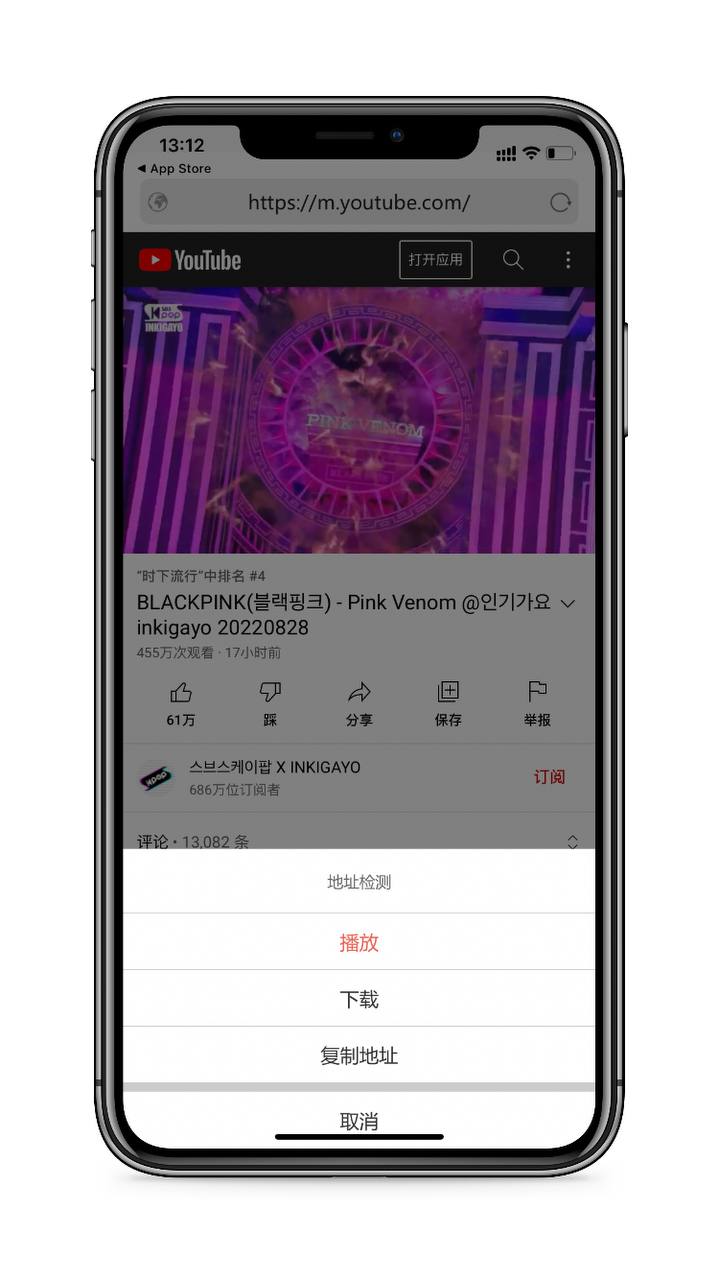 13:12
◀ App Store
https://m.youtube.com/
YouTube
打开应用
SBS Kpop
INKIGAYO
PINK VENOM
“时下流行”中排名 #4
BLACKPINK(블랙핑크) - Pink Venom @인기가요
inkigayo 20220828
455万次观看 · 17小时前
61万
踩
分享
保存
举报
Kpop
스브스케이팝 X INKIGAYO
686万位订阅者
订阅
评论 • 13,082 条
地址检测
播放
下载
复制地址
取消